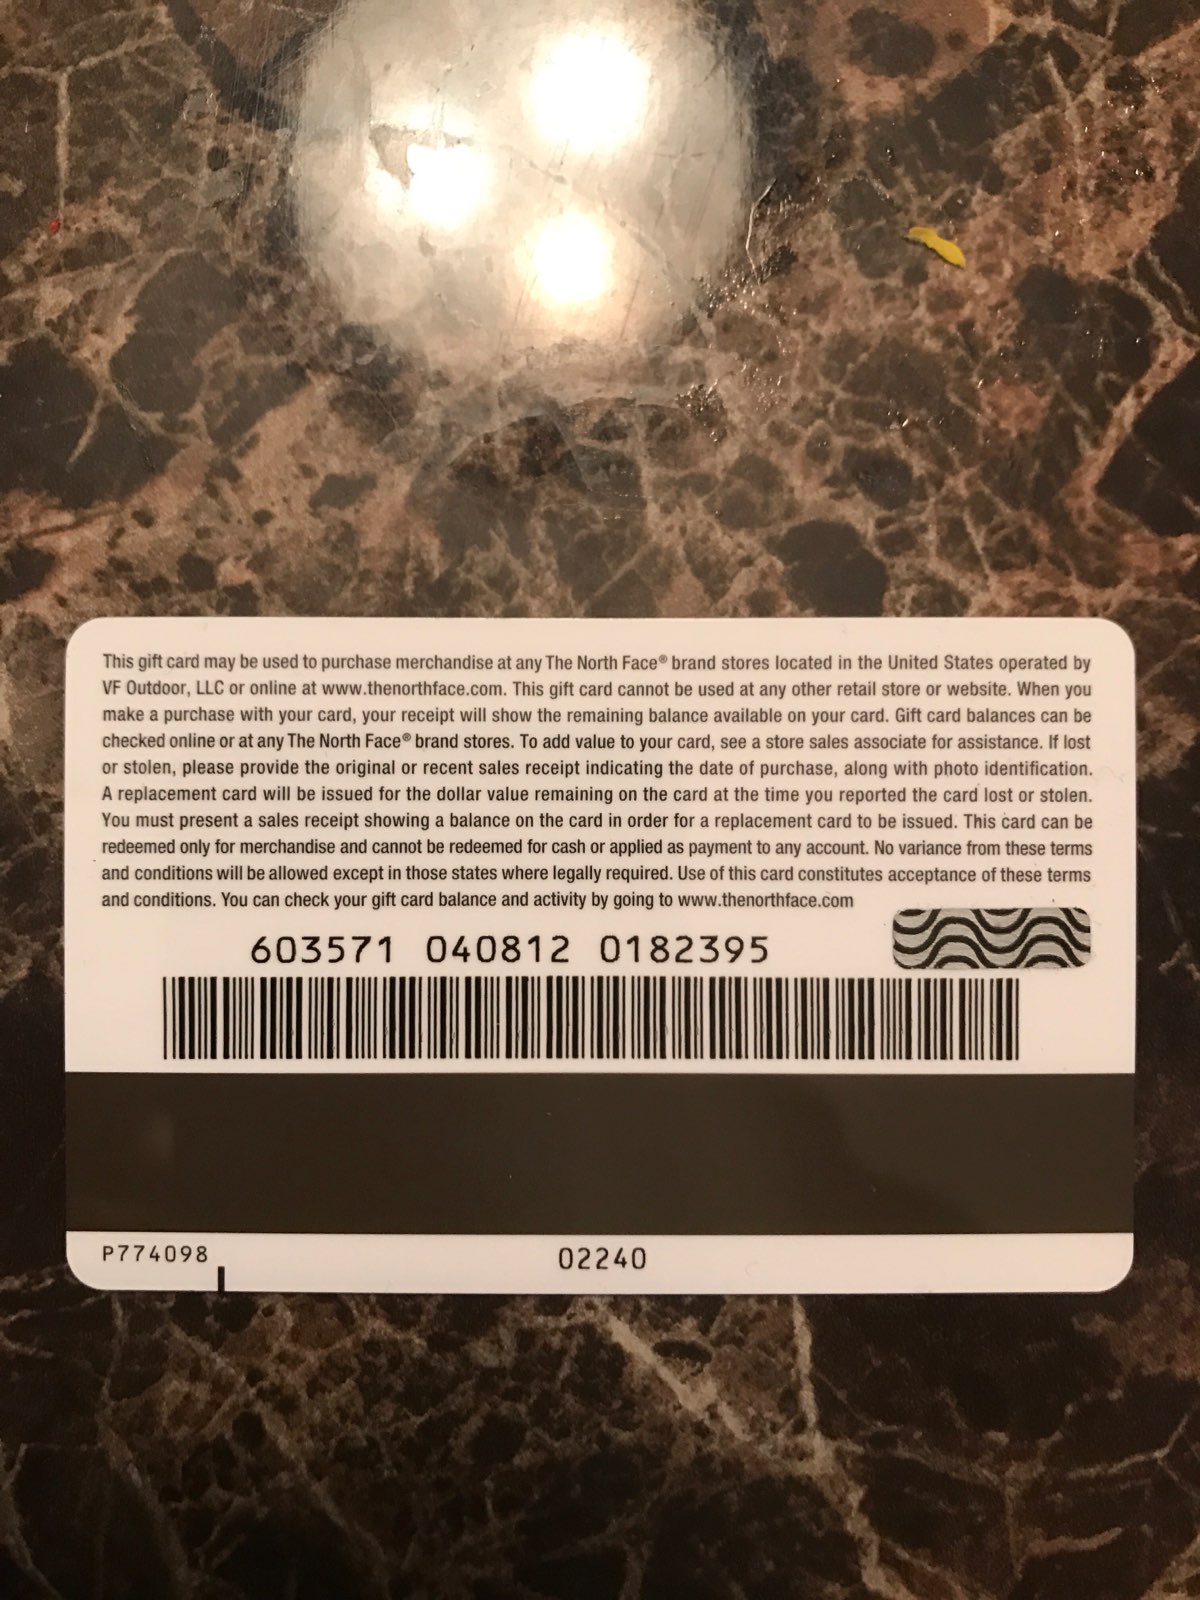 This gift card may be used to purchase merchandise at any The North Face® brand stores located in the United States operated by
VF Outdoor, LLC or online at www.thenorthface.com. This gift card cannot be used at any other retail store or website. When you
make a purchase with your card, your receipt will show the remaining balance available on your card. Gift card balances can be
checked online or at any The North Face® brand stores. To add value to your card, see a store sales associate for assistance. If lost
or stolen, please provide the original or recent sales receipt indicating the date of purchase, along with photo identification.
A replacement card will be issued for the dollar value remaining on the card at the time you reported the card lost or stolen.
You must present a sales receipt showing a balance on the card in order for a replacement card to be issued. This card can be
redeemed only for merchandise and cannot be redeemed for cash or applied as payment to any account. No variance from these terms
and conditions will be allowed except in those states where legally required. Use of this card constitutes acceptance of these terms
and conditions. You can check your gift card balance and activity by going to www.thenorthface.com
603571 040812 0182395
P774098
02240